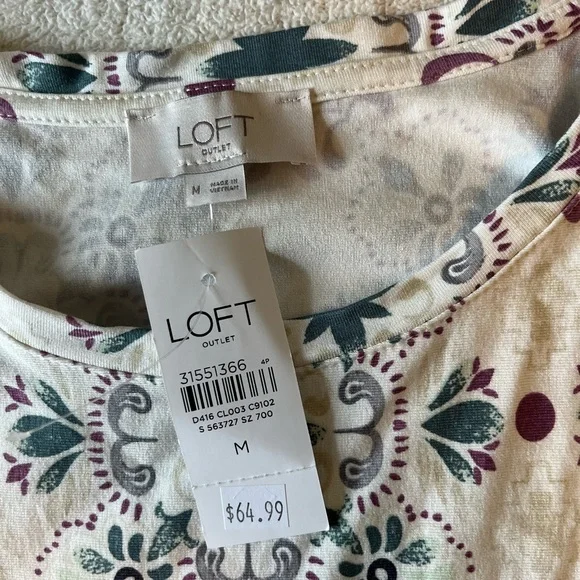 LOFT
OUTLET
M MADE IN
VIETNAM
LOFT
OUTLET
31551366 4P
D416 CL003 C9102
S 563727 SZ 700
M
$64.99